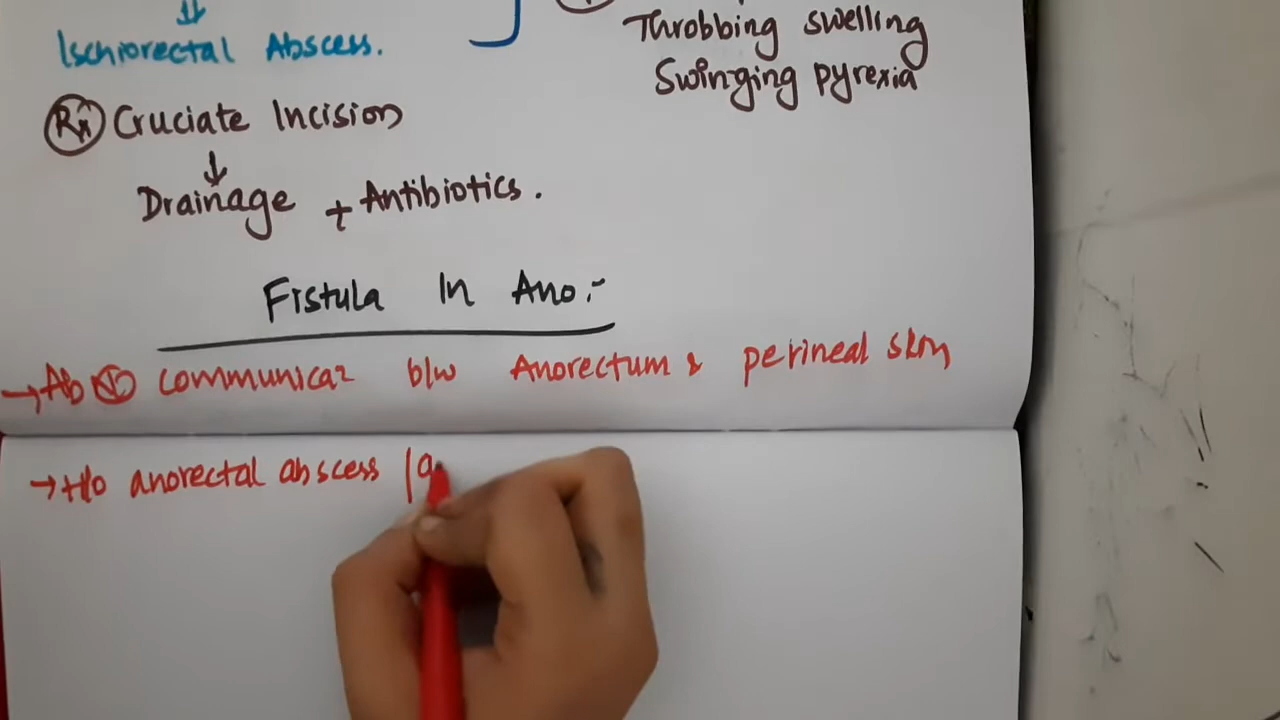 Ischiorectal Abscess.
Throbbing swelling
Swinging pyrexia
Rx Cruciate Incision
Drainage + Antibiotics.
Fistula In Ano:-
→Ab (N) communicaz b/w Anorectum & perineal skin
→H/o anorectal abscess /